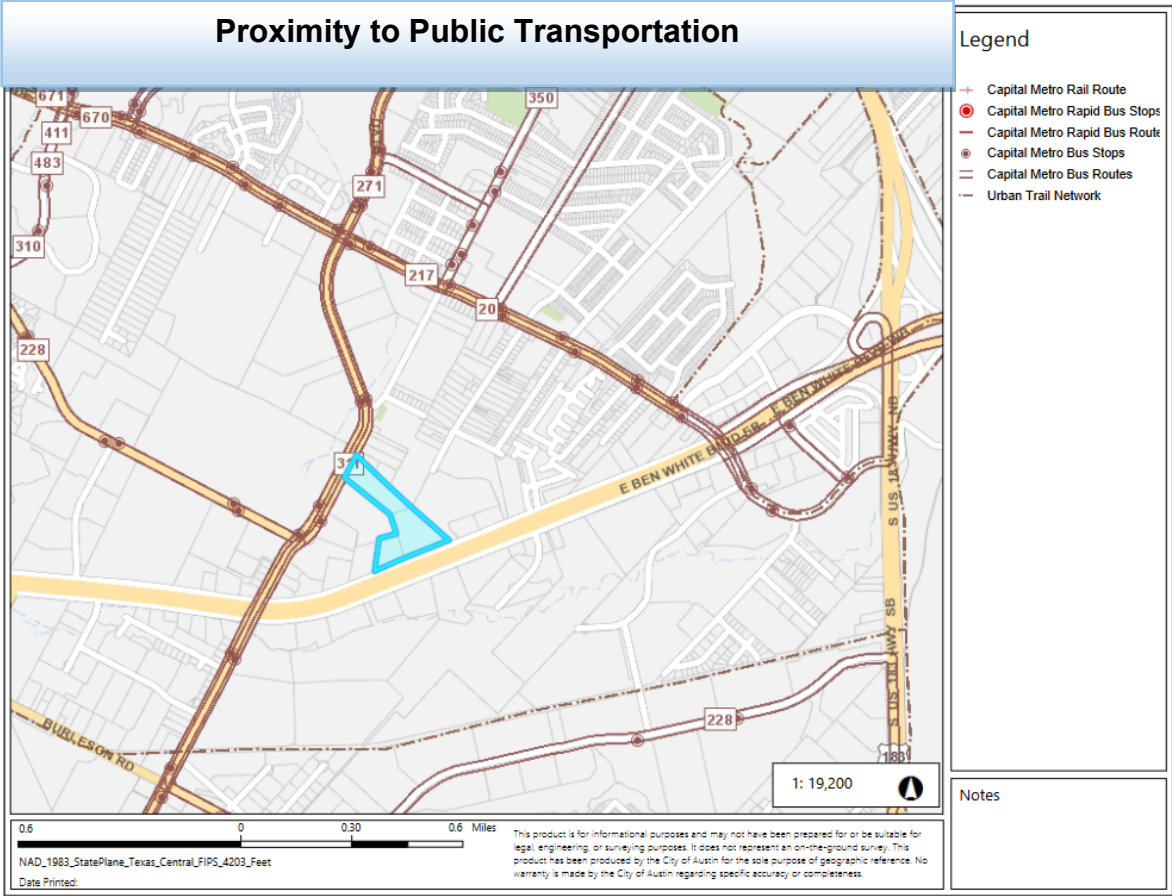 Proximity to Public Transportation
Legend
Capital Metro Rail Route
Capital Metro Rapid Bus Stops
Capital Metro Rapid Bus Route
Capital Metro Bus Stops
Capital Metro Bus Routes
Urban Trail Network
671
670
350
411
483
271
310
217
20
228
E BEN WHITE BLVD WB
E BEN WHITE BLVD EB
S US 183 HWY NB
S US 183 HWY SB
228
BURLESON RD
183
1: 19,200
Notes
0.6 0 0.30 0.6 Miles
NAD_1983_StatePlane_Texas_Central_FIPS_4203_Feet
Date Printed:
This product is for informational purposes and may not have been prepared for or be suitable for
legal, engineering, or surveying purposes. It does not represent an on-the-ground survey. This
product has been produced by the City of Austin for the sole purpose of geographic reference. No
warranty is made by the City of Austin regarding specific accuracy or completeness.